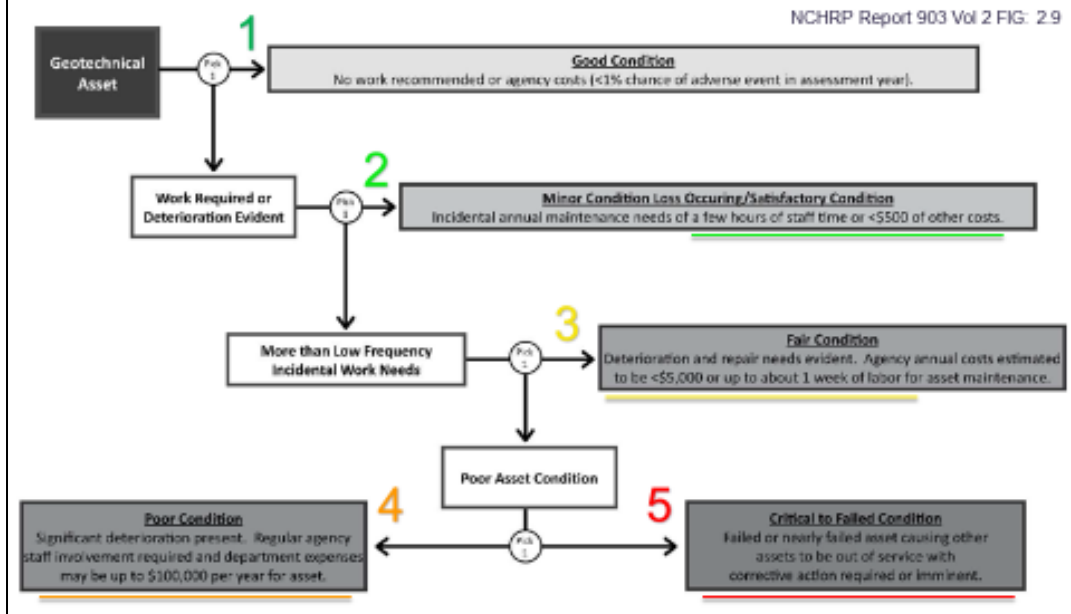 NCHRP Report 903 Vol 2 FIG: 2.9
Geotechnical
Asset
Pick
1
1
Good Condition
No work recommended or agency costs (<1% chance of adverse event in assessment year).
Work Required or
Deterioration Evident
Pick
1
2
Minor Condition Loss Occuring/Satisfactory Condition
Incidental annual maintenance needs of a few hours of staff time or <$500 of other costs.
More than Low Frequency
Incidental Work Needs
Pick
1
3
Fair Condition
Deterioration and repair needs evident. Agency annual costs estimated
to be <$5,000 or up to about 1 week of labor for asset maintenance.
Poor Asset Condition
Pick
1
4
Poor Condition
Significant deterioration present. Regular agency
staff involvement required and department expenses
may be up to $100,000 per year for asset.
5
Critical to Failed Condition
Failed or nearly failed asset causing other
assets to be out of service with
corrective action required or imminent.